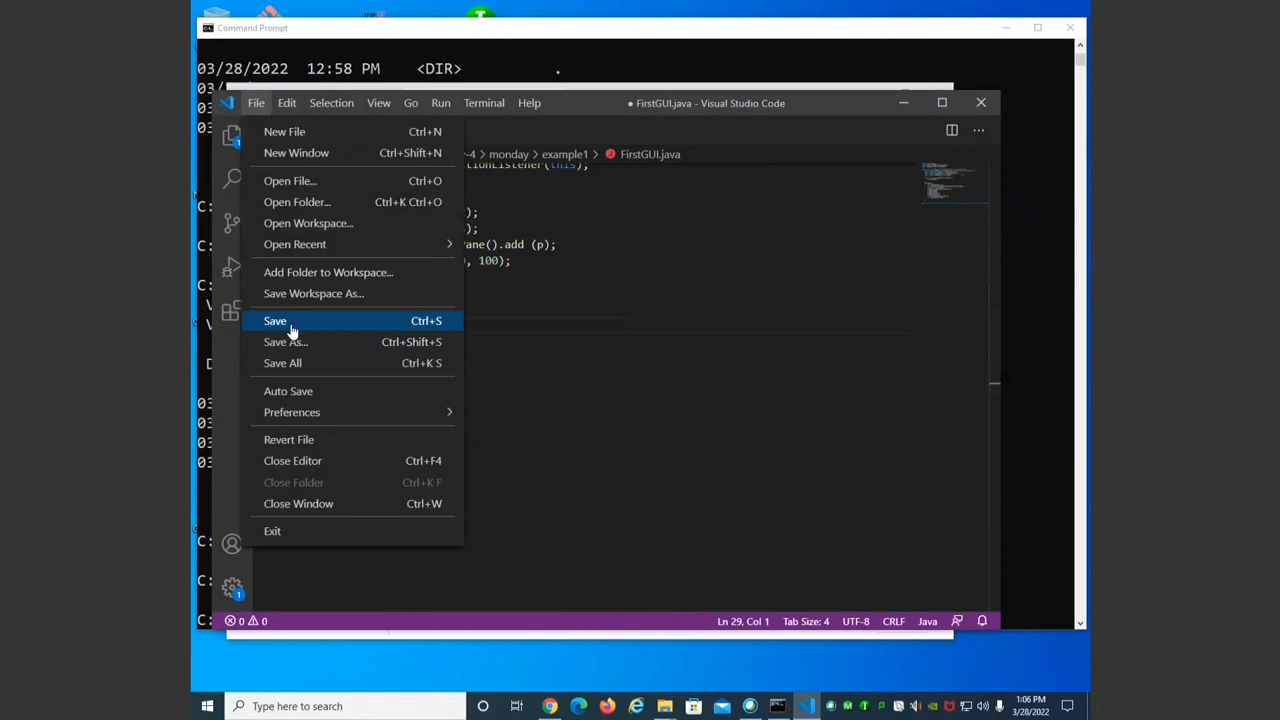 Command Prompt
03/28/2022 12:58 PM <DIR> .
File Edit Selection View Go Run Terminal Help ● FirstGUI.java - Visual Studio Code
New File Ctrl+N
New Window Ctrl+Shift+N
-4 > monday > example1 > FirstGUI.java
tionListener(this);
Open File... Ctrl+O
Open Folder... Ctrl+K Ctrl+O
);
Open Workspace...
);
Open Recent
ane().add (p);
, 100);
Add Folder to Workspace...
Save Workspace As...
Save Ctrl+S
Save As... Ctrl+Shift+S
Save All Ctrl+K S
Auto Save
Preferences
Revert File
Close Editor Ctrl+F4
Close Folder Ctrl+K F
Close Window Ctrl+W
Exit
0 0 Ln 29, Col 1 Tab Size: 4 UTF-8 CRLF Java
Type here to search
1:06 PM
3/28/2022